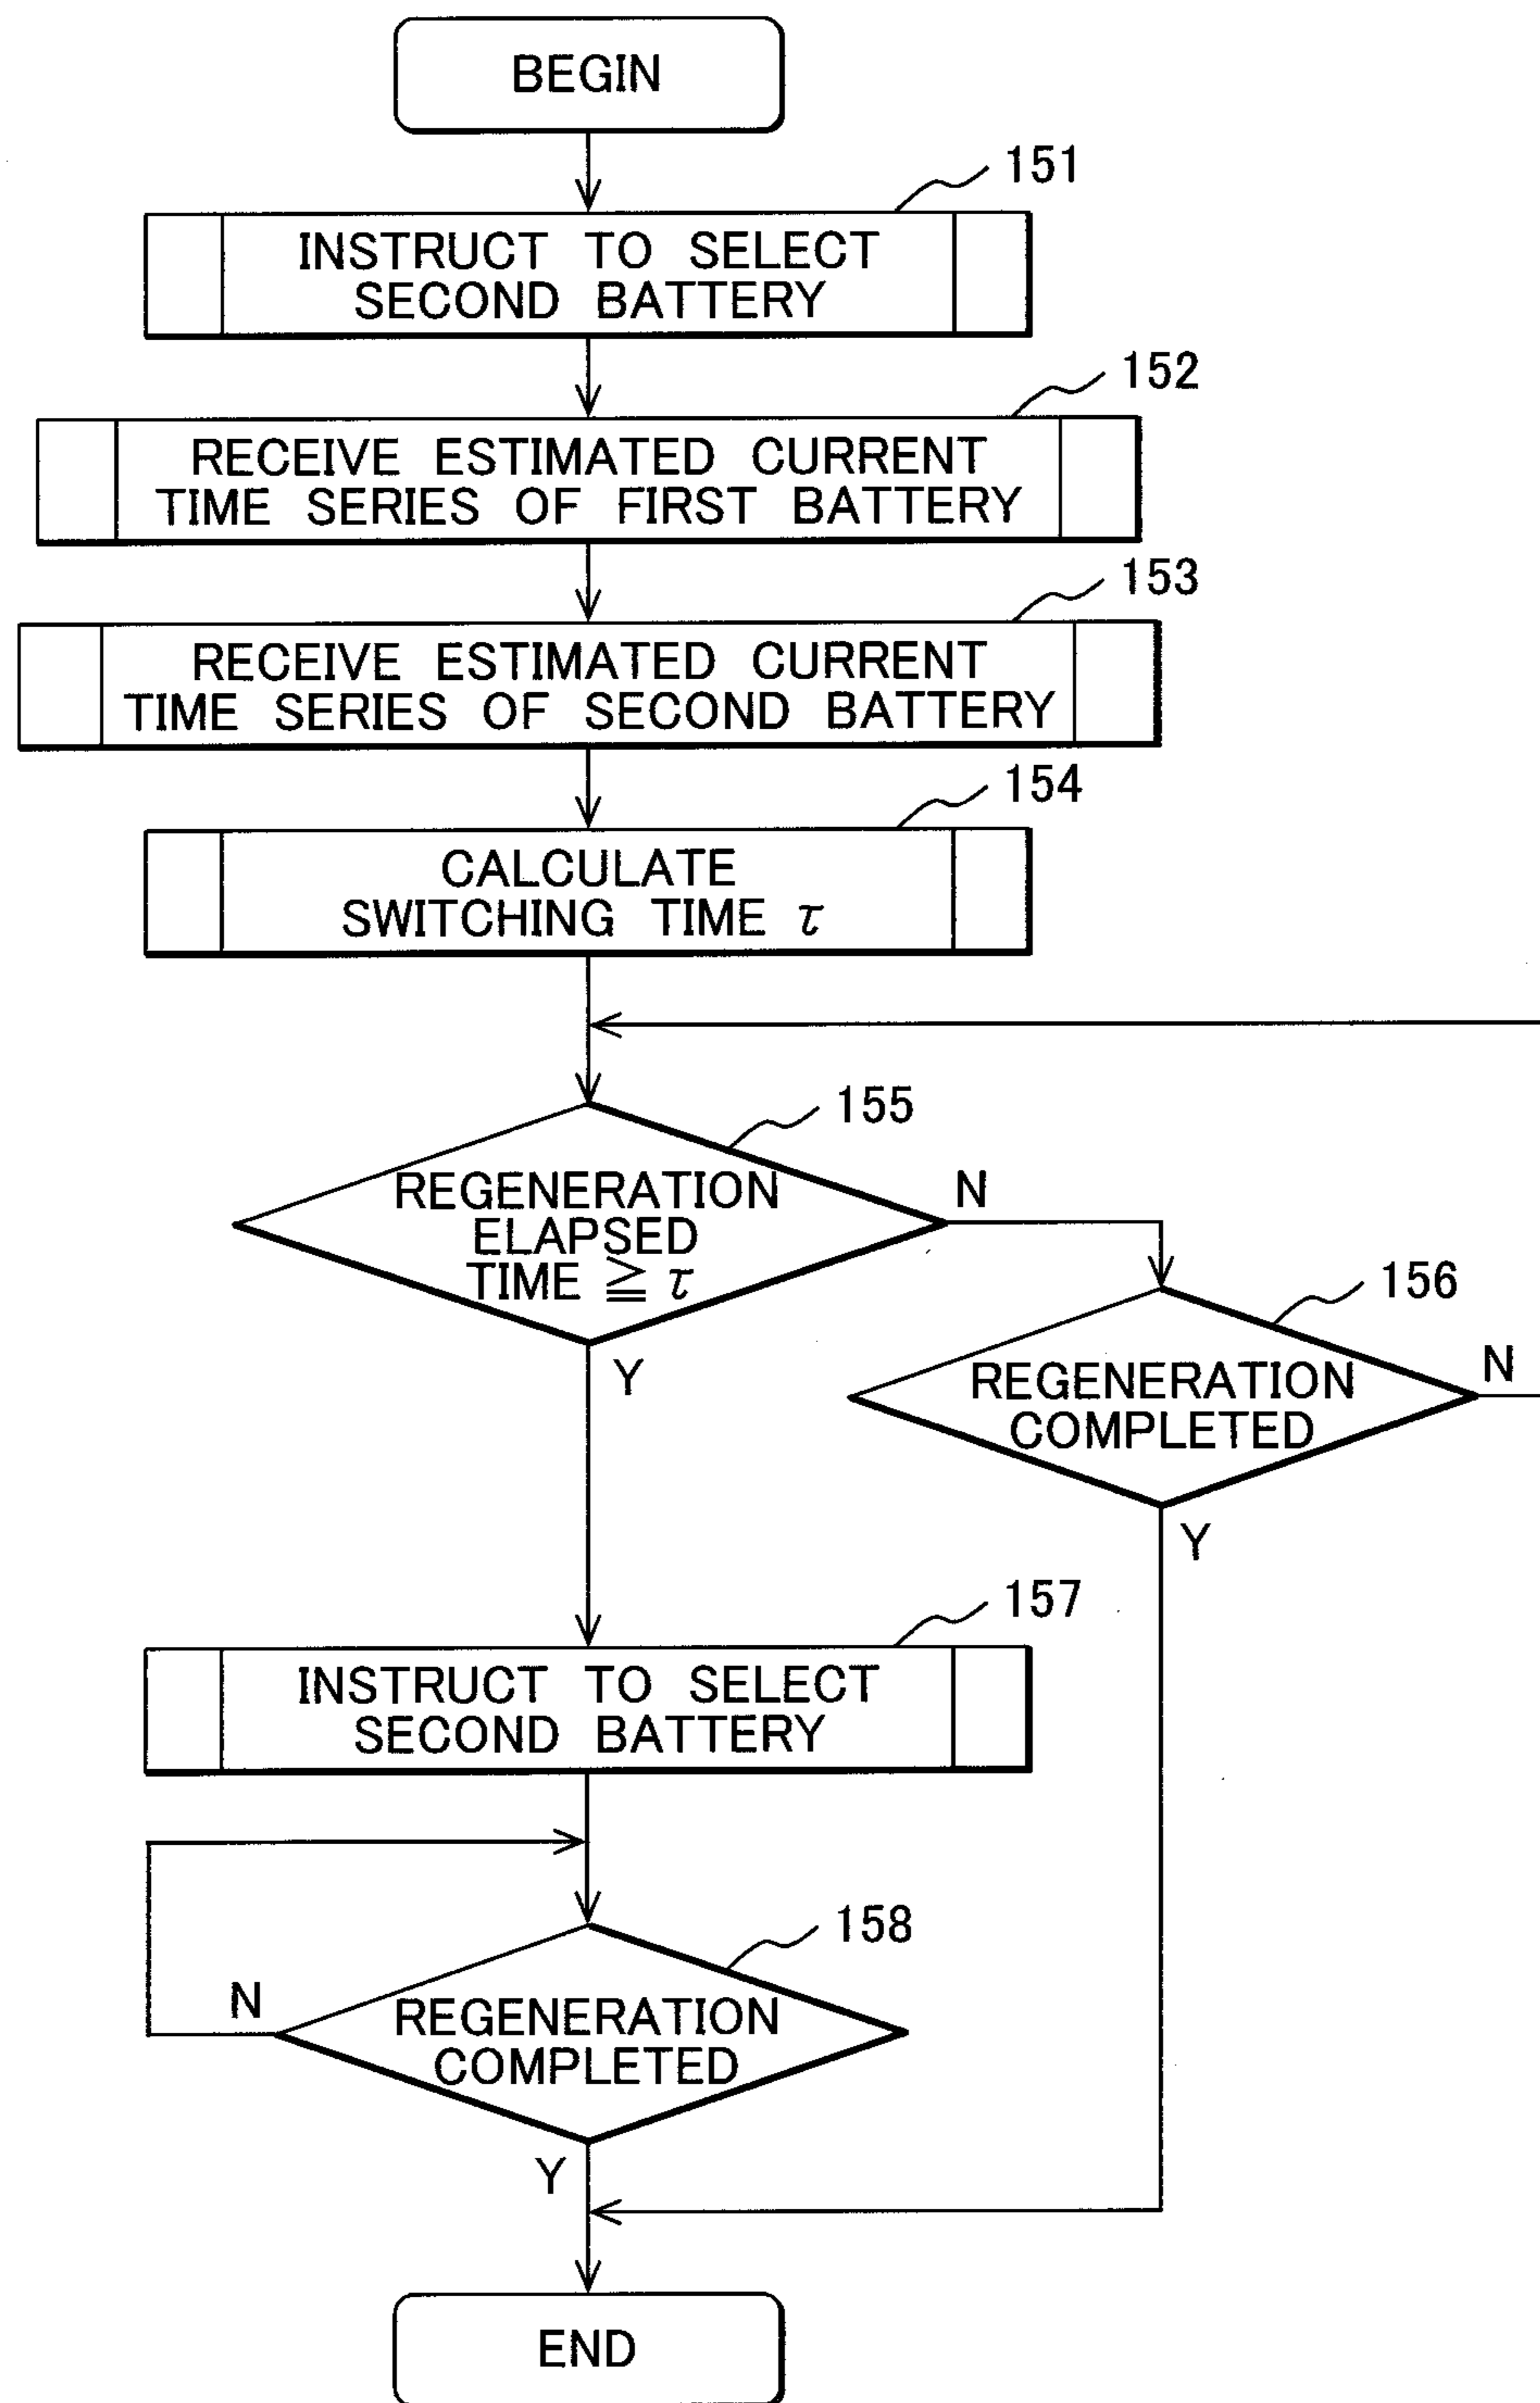 BEGIN
151
INSTRUCT TO SELECT
SECOND BATTERY
152
RECEIVE ESTIMATED CURRENT
TIME SERIES OF FIRST BATTERY
153
RECEIVE ESTIMATED CURRENT
TIME SERIES OF SECOND BATTERY
154
CALCULATE
SWITCHING TIME τ
155
REGENERATION
ELAPSED
TIME ≧ τ
N
Y
156
REGENERATION
COMPLETED
N
Y
157
INSTRUCT TO SELECT
SECOND BATTERY
158
REGENERATION
COMPLETED
N
Y
END